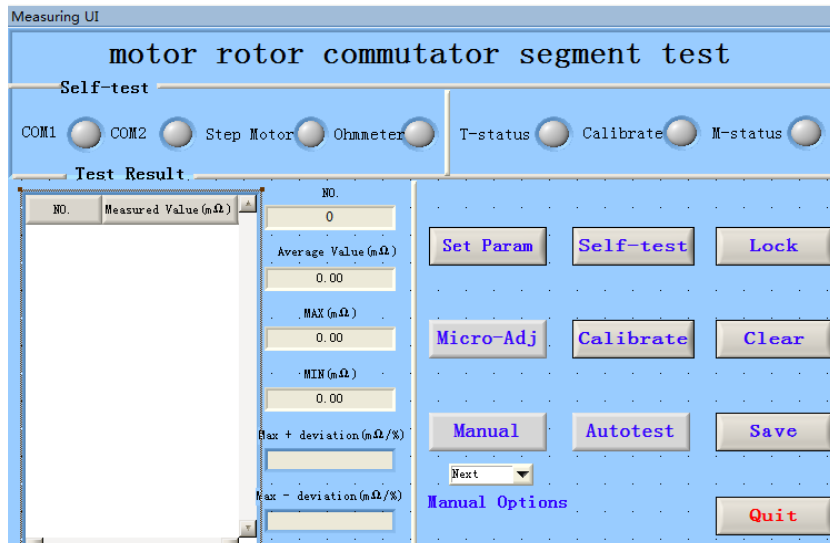 Measuring UI
motor rotor commutator segment test
Self-test
COM1 COM2 Step Motor Ohmmeter T-status Calibrate M-status
Test Result
NO. Measured Value(mΩ)
NO.
0
Average Value(mΩ)
0.00
MAX(mΩ)
0.00
MIN(mΩ)
0.00
Max + deviation(mΩ/%)
Max - deviation(mΩ/%)
Set Param Self-test Lock
Micro-Adj Calibrate Clear
Manual Autotest Save
Next
Manual Options
Quit